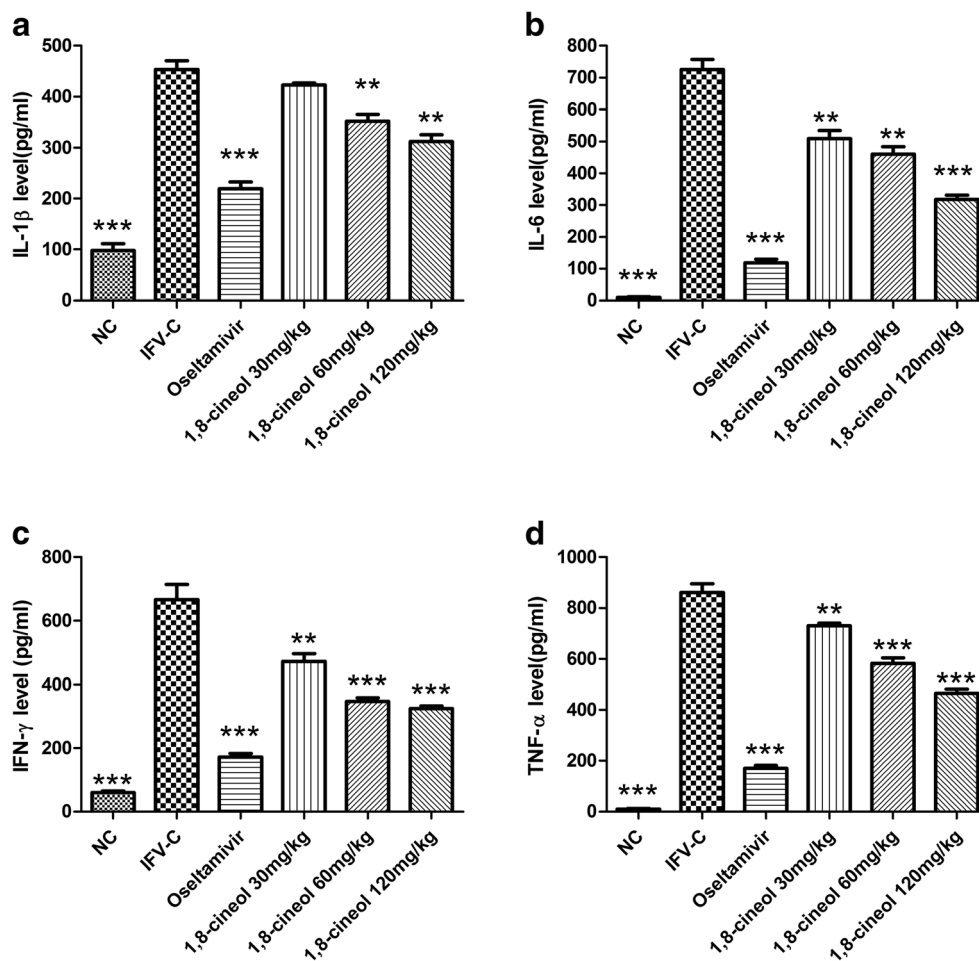 a
IL-1β level(pg/ml)
500
400
300
200
100
0
***
***
**
**
NC
IFV-C
Oseltamivir
1,8-cineol 30mg/kg
1,8-cineol 60mg/kg
1,8-cineol 120mg/kg
b
IL-6 level(pg/ml)
800
700
600
500
400
300
200
100
0
***
***
**
**
***
NC
IFV-C
Oseltamivir
1,8-cineol 30mg/kg
1,8-cineol 60mg/kg
1,8-cineol 120mg/kg
c
IFN-γ level (pg/ml)
800
600
400
200
0
***
***
**
***
***
NC
IFV-C
Oseltamivir
1,8-cineol 30mg/kg
1,8-cineol 60mg/kg
1,8-cineol 120mg/kg
d
TNF-α level(pg/ml)
1000
800
600
400
200
0
***
***
**
***
***
NC
IFV-C
Oseltamivir
1,8-cineol 30mg/kg
1,8-cineol 60mg/kg
1,8-cineol 120mg/kg